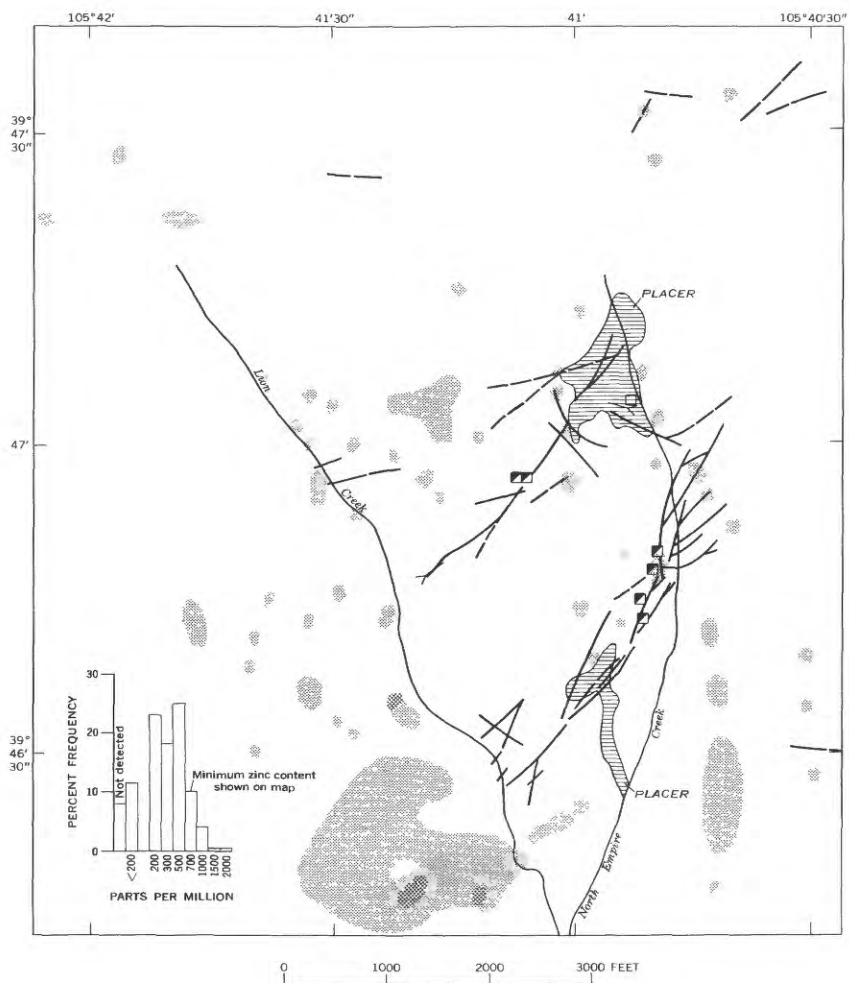 105°42' 41'30" 41' 105°40'30"
39°
47'
30"
PLACER
Lion
Creek
47'
30
20
10
0
PERCENT FREQUENCY
Not detected
Minimum zinc content
shown on map
<200
200
300
500
700
1000
1500
2000
PARTS PER MILLION
39°
46'
30"
Creek
PLACER
Empire
North
0 1000 2000 3000 FEET